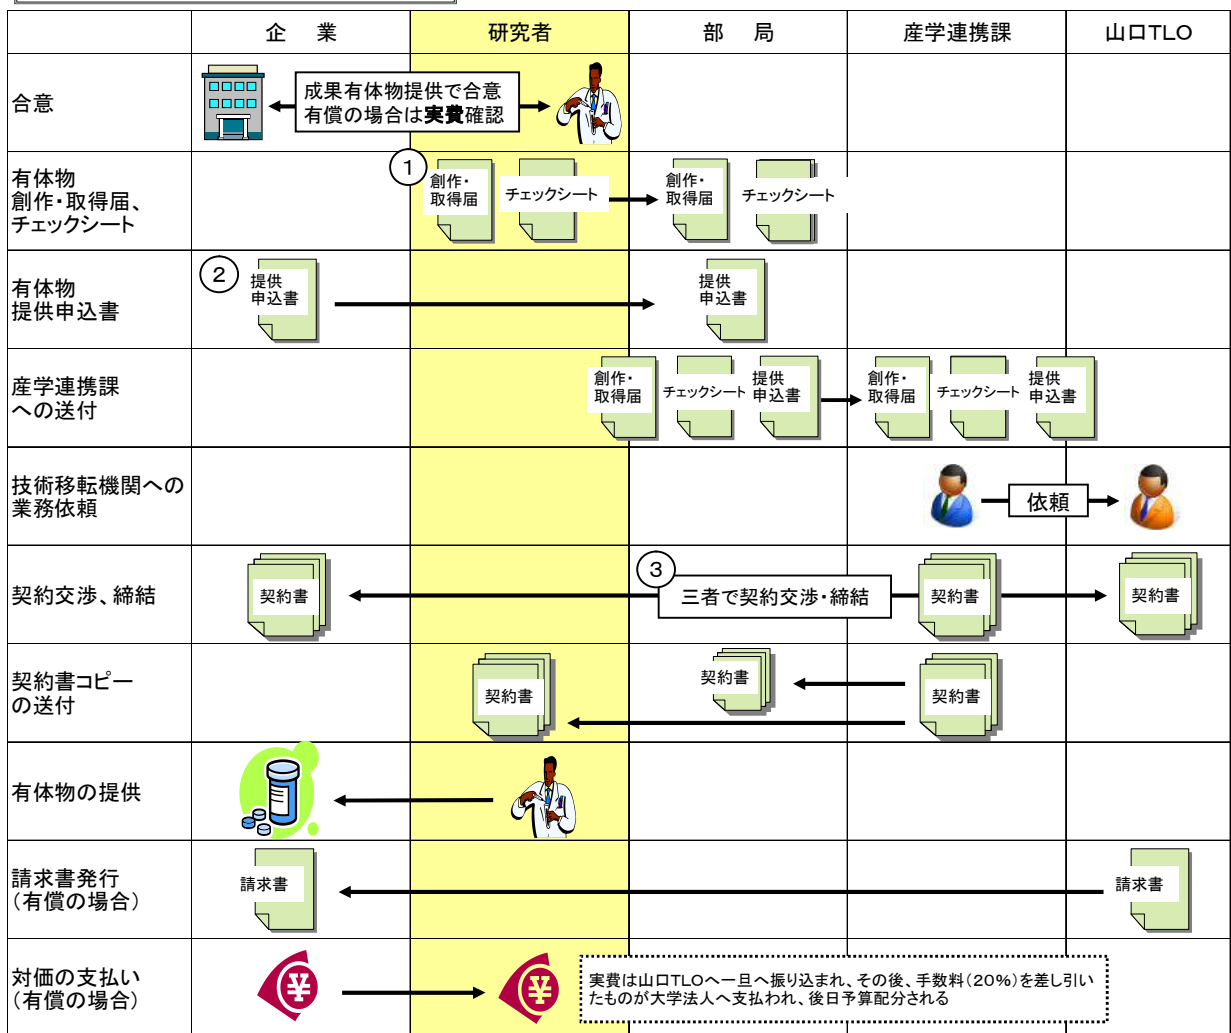 企　業
研究者
部　局
産学連携課
山口TLO
合意
成果有体物提供で合意
有償の場合は実費確認
有体物
創作・取得届、
チェックシート
①
創作・
取得届
チェックシート
創作・
取得届
チェックシート
有体物
提供申込書
②
提供
申込書
提供
申込書
産学連携課
への送付
創作・
取得届
チェックシート
提供
申込書
創作・
取得届
チェックシート
提供
申込書
技術移転機関への
業務依頼
依頼
契約交渉、締結
契約書
③
三者で契約交渉・締結
契約書
契約書
契約書コピー
の送付
契約書
契約書
契約書
有体物の提供
請求書発行
(有償の場合)
請求書
請求書
対価の支払い
(有償の場合)
¥
¥
実費は山口TLOへ一旦へ振り込まれ、その後、手数料(20%)を差し引い
たものが大学法人へ支払われ、後日予算配分される